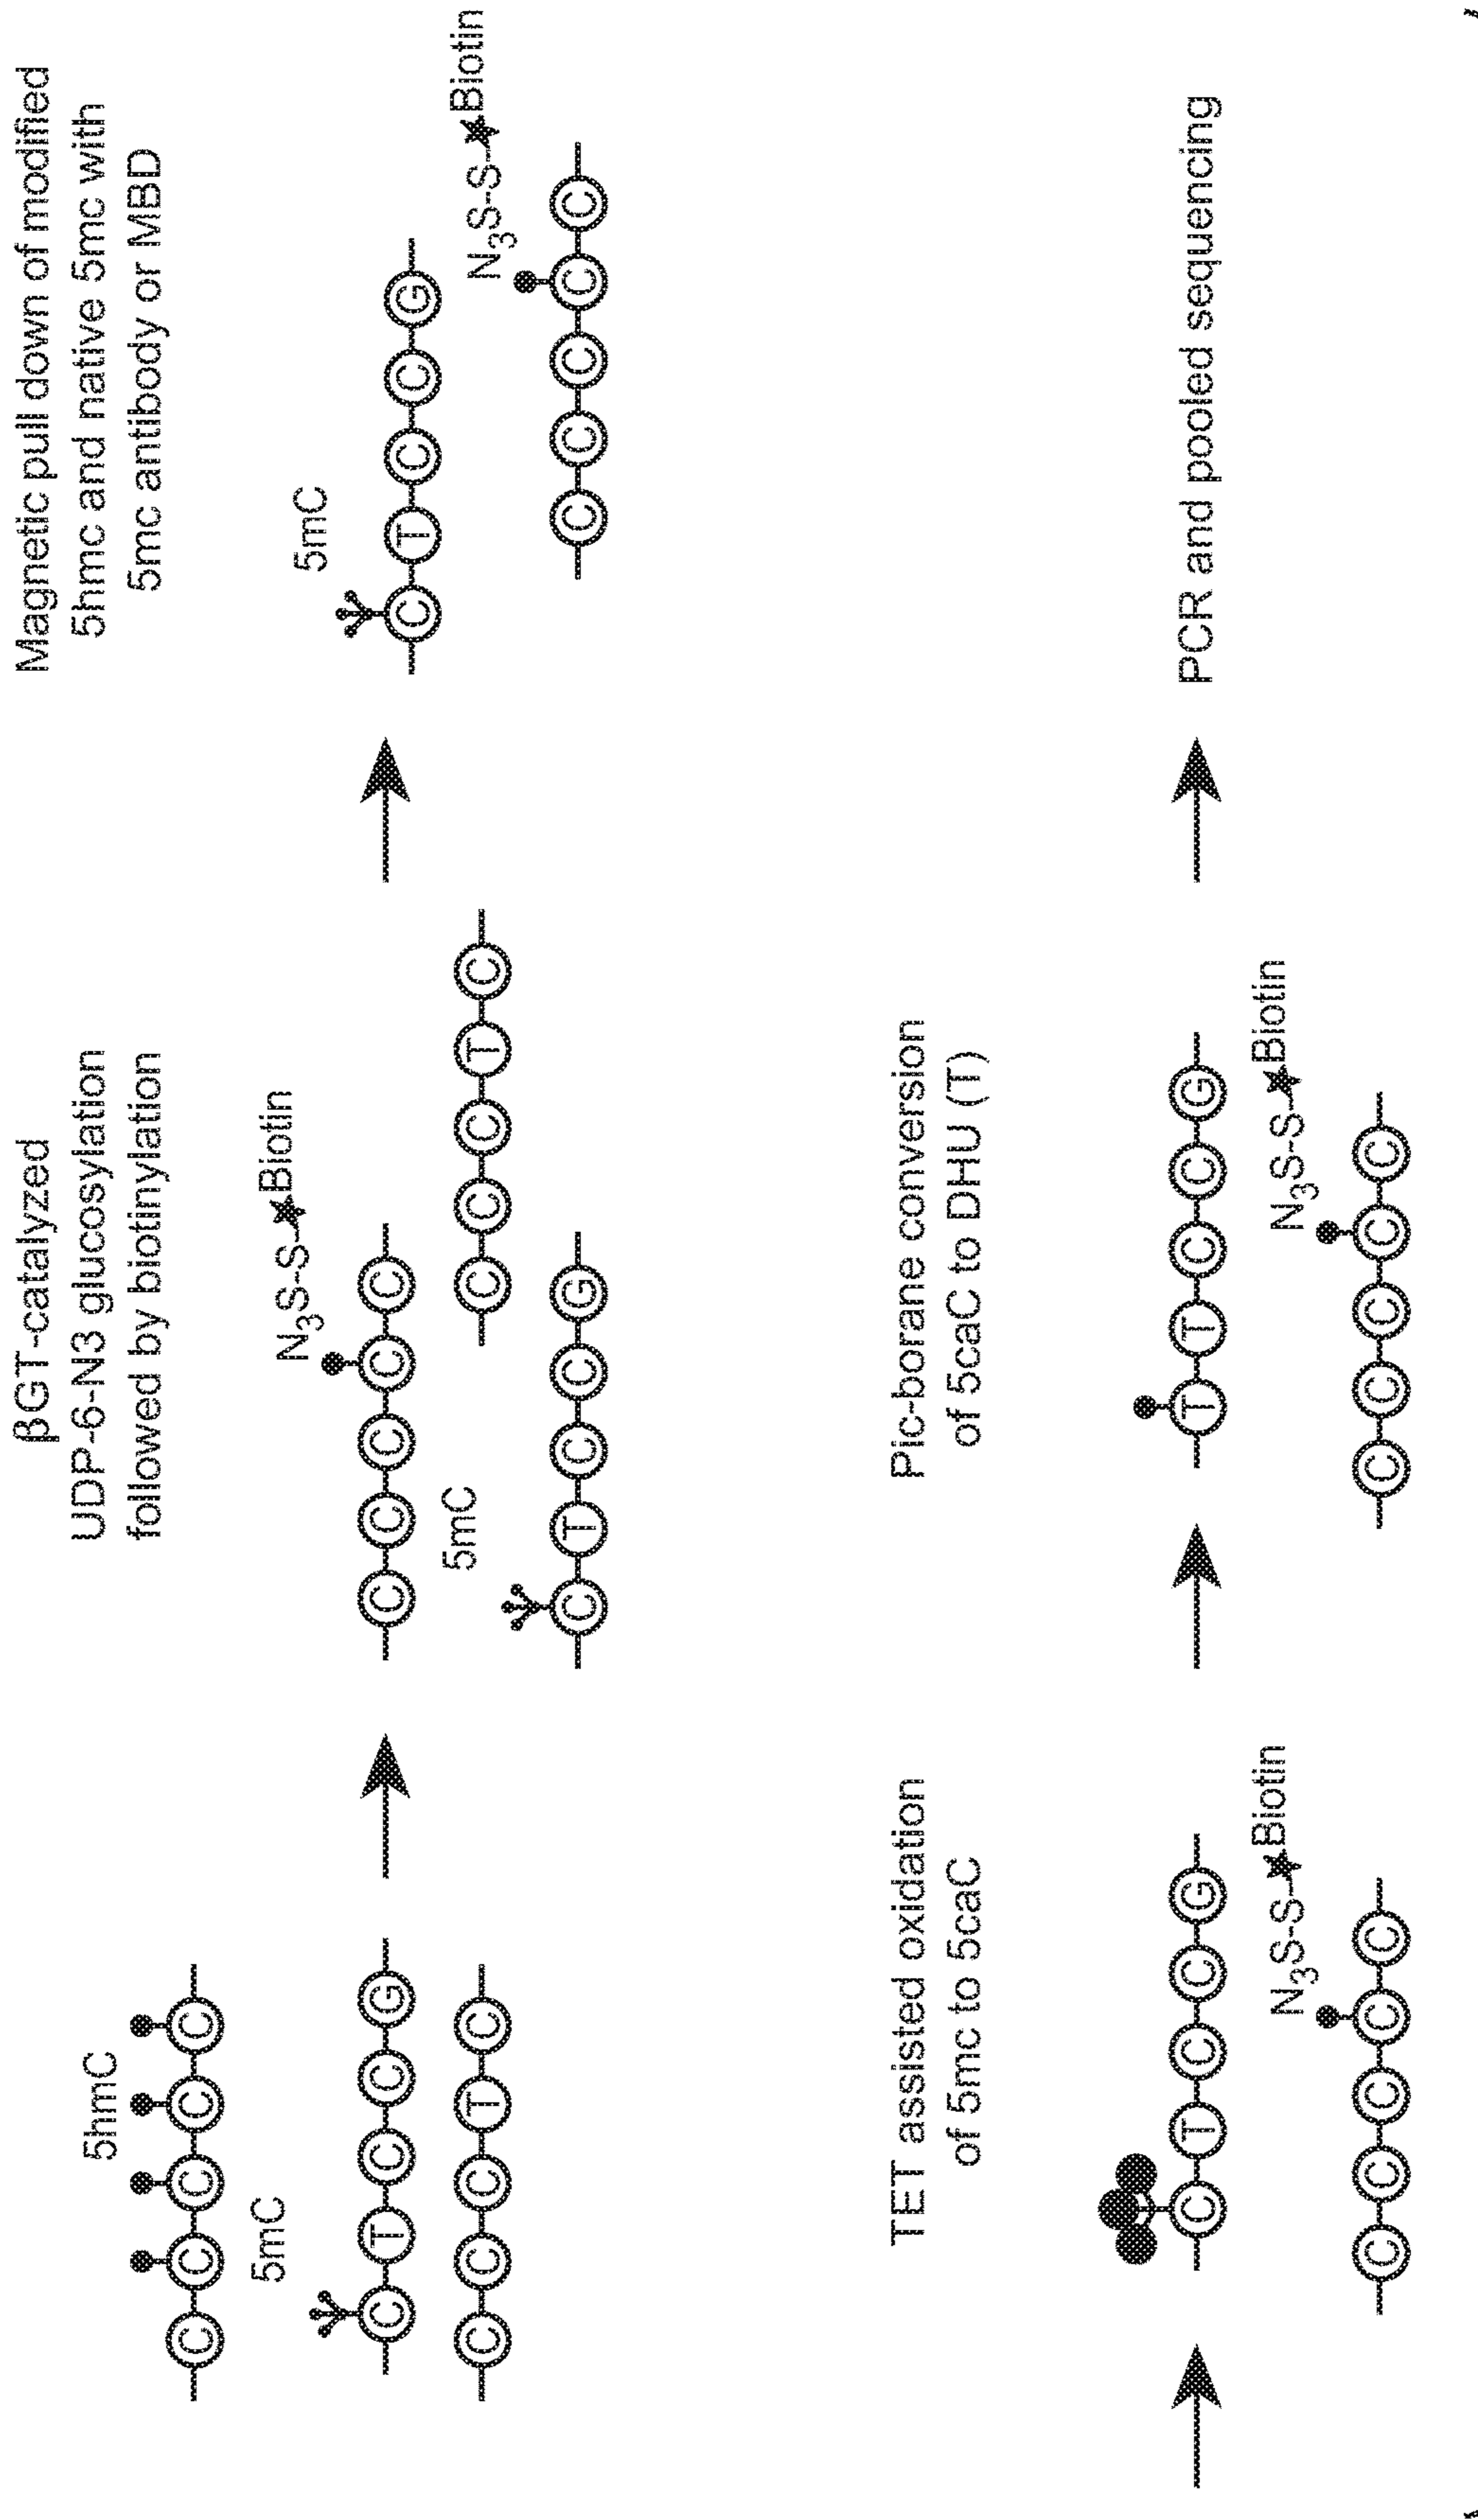 5hmC
C C C C C
5mC
C T C C G
C C C T C
βGT-catalyzed
UDP-6-N3 glucosylation
followed by biotinylation
N3S-S-Biotin
C C C C C
C C C T C
5mC
C T C C G
Magnetic pull down of modified
5hmc and native 5mc with
5mc antibody or MBD
5mC
C T C C G
N3S-S-Biotin
C C C C C
TET assisted oxidation
of 5mc to 5caC
C T C C G
N3S-S-Biotin
C C C C C
Pic-borane conversion
of 5caC to DHU (T)
T T C C G
N3S-S-Biotin
C C C C C
PCR and pooled sequencing